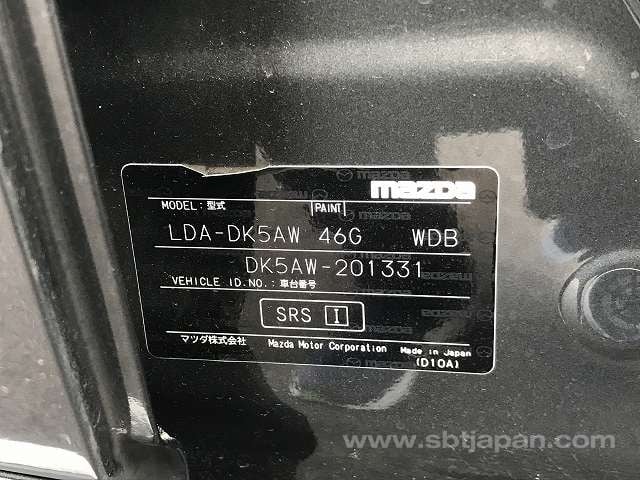 mazda
MODEL:型式 PAINT
LDA-DK5AW 46G WDB
DK5AW-201331
VEHICLE ID.NO.:車台番号
SRS I
マツダ株式会社 Mazda Motor Corporation Made in Japan
(D10A)
www.sbtjapan.com